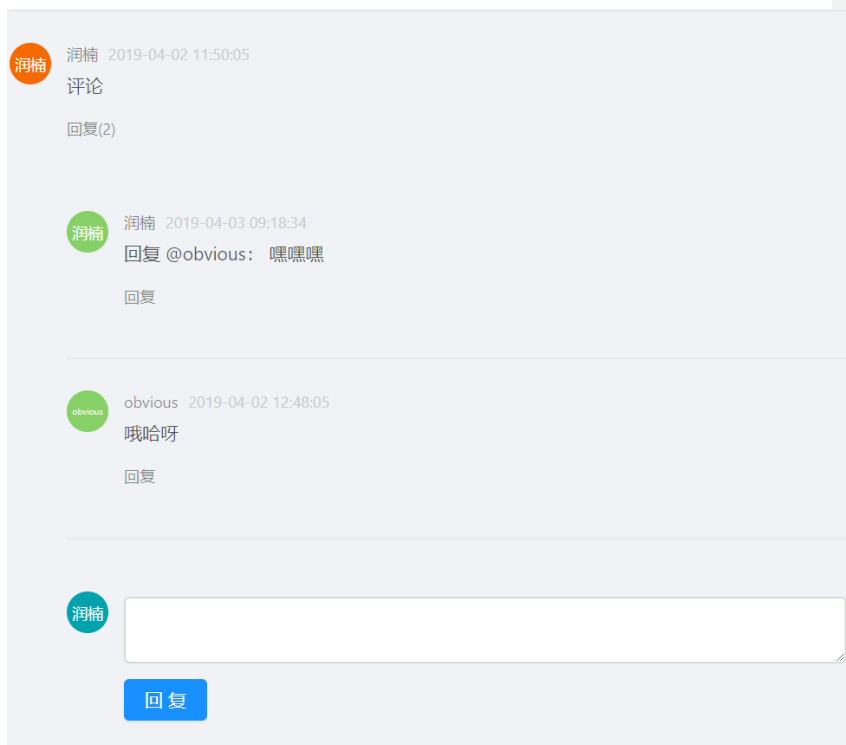 润楠 润楠 2019-04-02 11:50:05
评论
回复(2)
润楠 润楠 2019-04-03 09:18:34
回复 @obvious： 嘿嘿嘿
回复
obvious obvious 2019-04-02 12:48:05
哦哈呀
回复
润楠
回 复